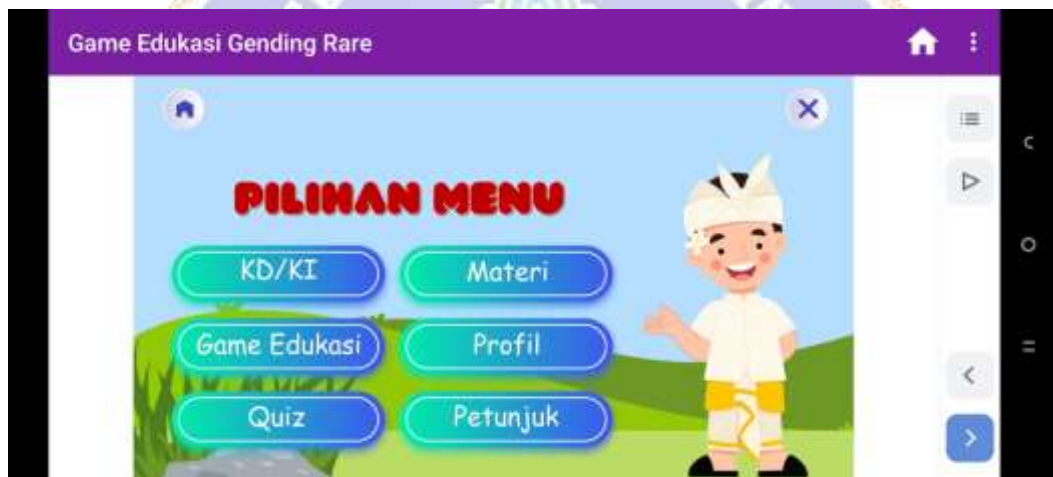 Game Edukasi Gending Rare
PILIHAN MENU
KD/KI
Materi
Game Edukasi
Profil
Quiz
Petunjuk